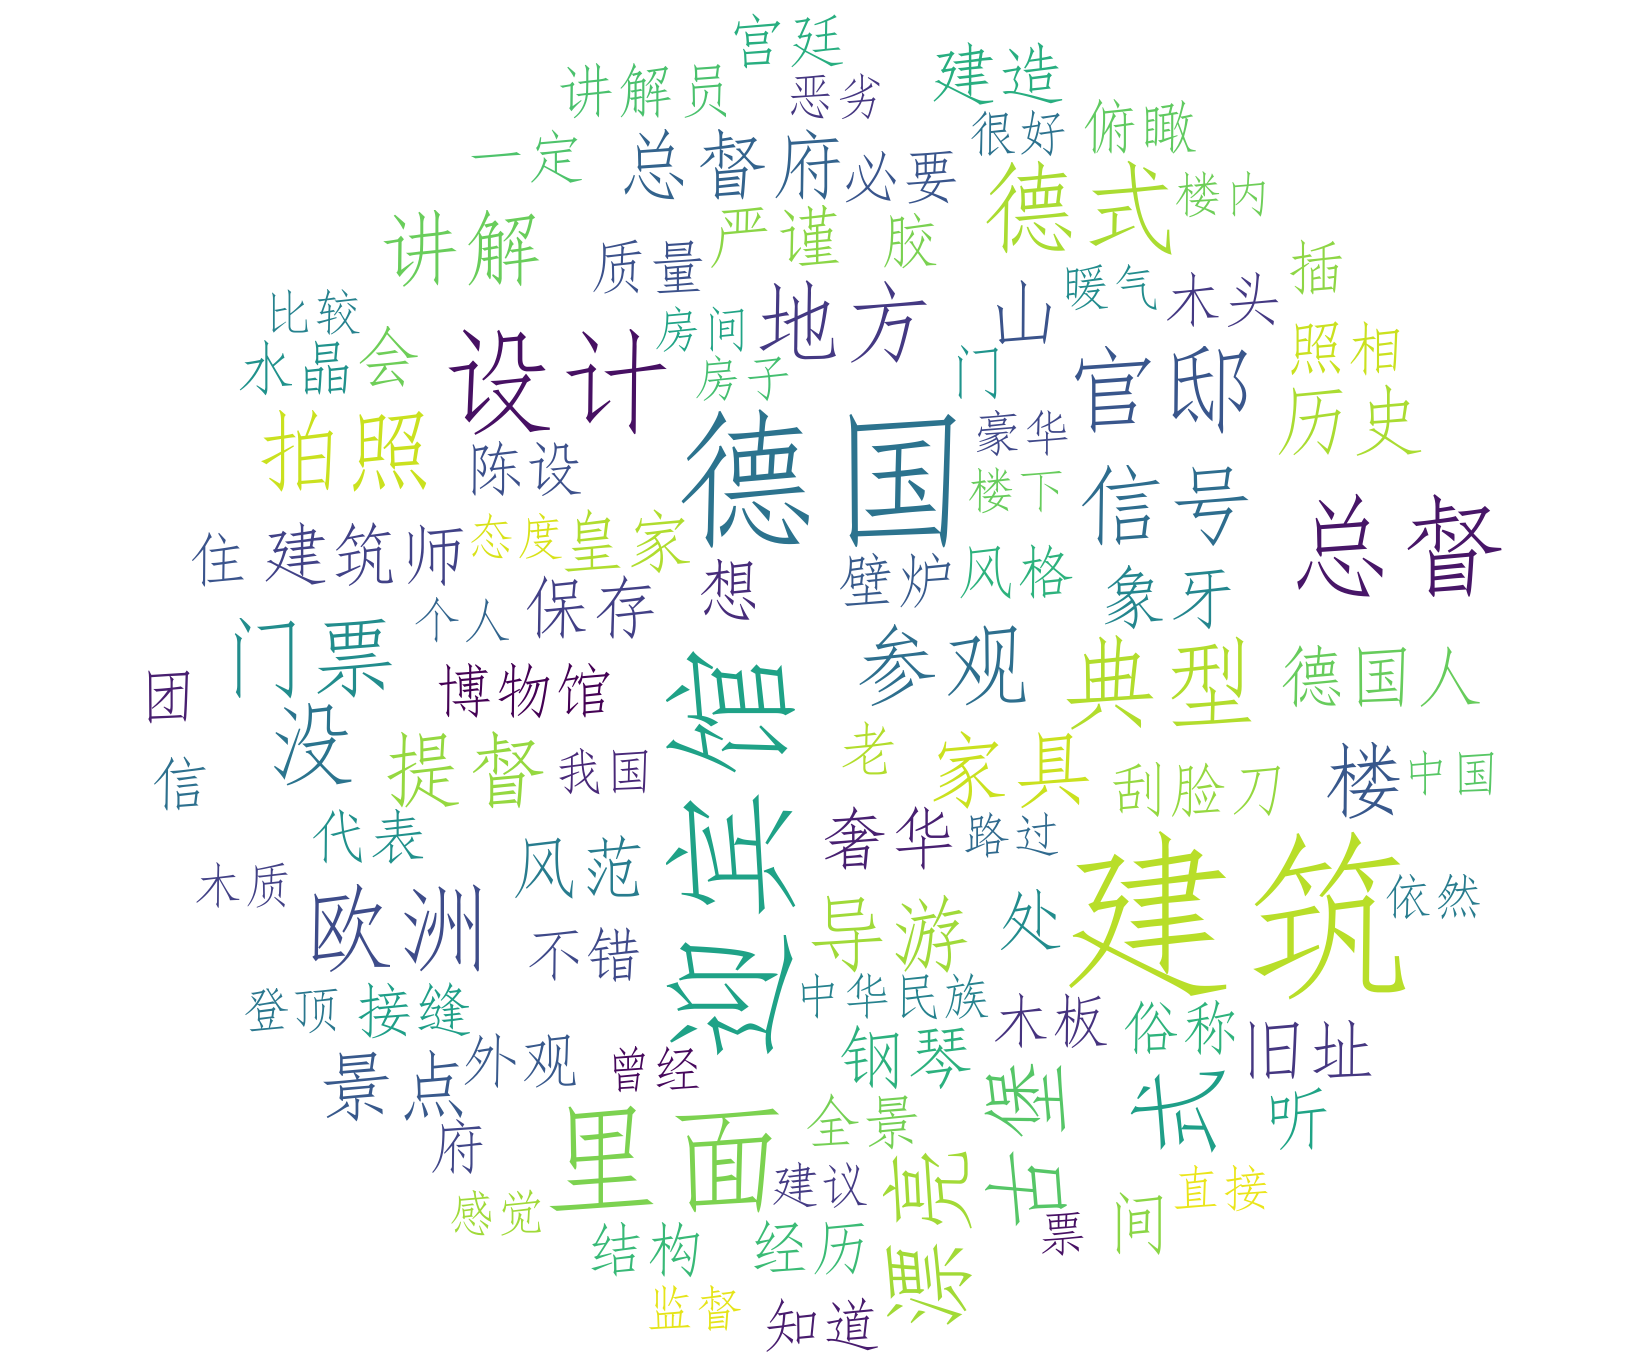 宫廷
讲解员
恶劣
建造
很好
俯瞰
一定
总督府
必要
德式
楼内
讲解
质量
严谨
胶
插
比较
房间
地方
山
暖气
木头
水晶
会
设计
房子
门
官邸
照相
历史
拍照
陈设
德国
豪华
楼下
信号
总督
住
建筑师
态度
皇家
想
壁炉
风格
象牙
个人
保存
门票
博物馆
迎宾馆
参观
典型
德国人
团
信
没
提督
我国
老
家具
刮脸刀
楼
中国
代表
风范
奢华
路过
建筑
木质
欧洲
不错
导游
处
依然
登顶
接缝
中华民族
木板
俗称
旧址
景点
外观
曾经
钢琴
古堡
式
听
府
里面
全景
漂亮
感觉
建议
票
间
直接
结构
经历
监督
知道